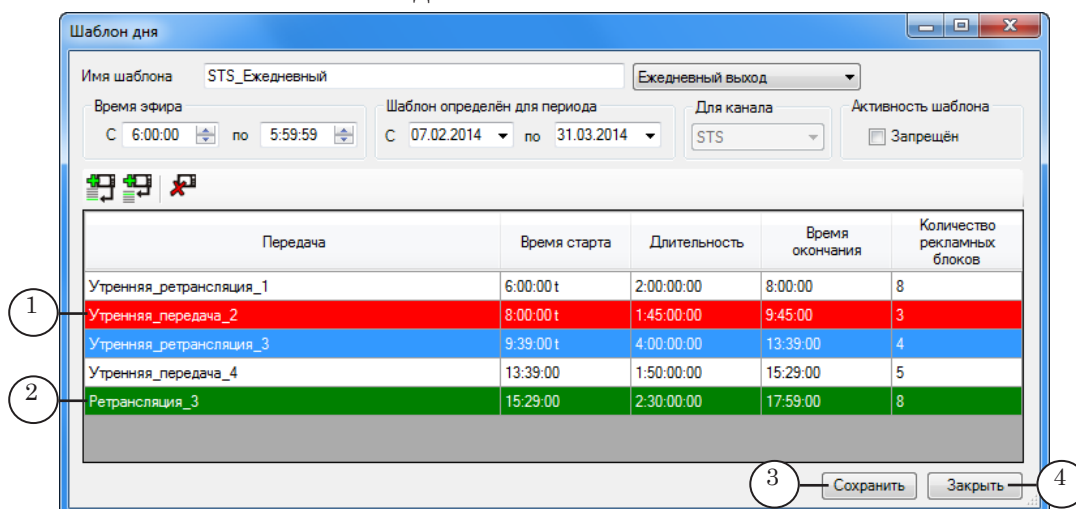 Шаблон дня
Имя шаблона STS_Ежедневный Ежедневный выход
Время эфира Шаблон определён для периода Для канала Активность шаблона
С 6:00:00 по 5:59:59 С 07.02.2014 по 31.03.2014 STS Запрещён
Передача Время старта Длительность Время окончания Количество рекламных блоков
Утренняя_ретрансляция_1 6:00:00 t 2:00:00:00 8:00:00 8
1
Утренняя_передача_2 8:00:00 t 1:45:00:00 9:45:00 3
Утренняя_ретрансляция_3 9:39:00 t 4:00:00:00 13:39:00 4
Утренняя_передача_4 13:39:00 1:50:00:00 15:29:00 5
2
Ретрансляция_3 15:29:00 2:30:00:00 17:59:00 8
3 Сохранить Закрыть 4